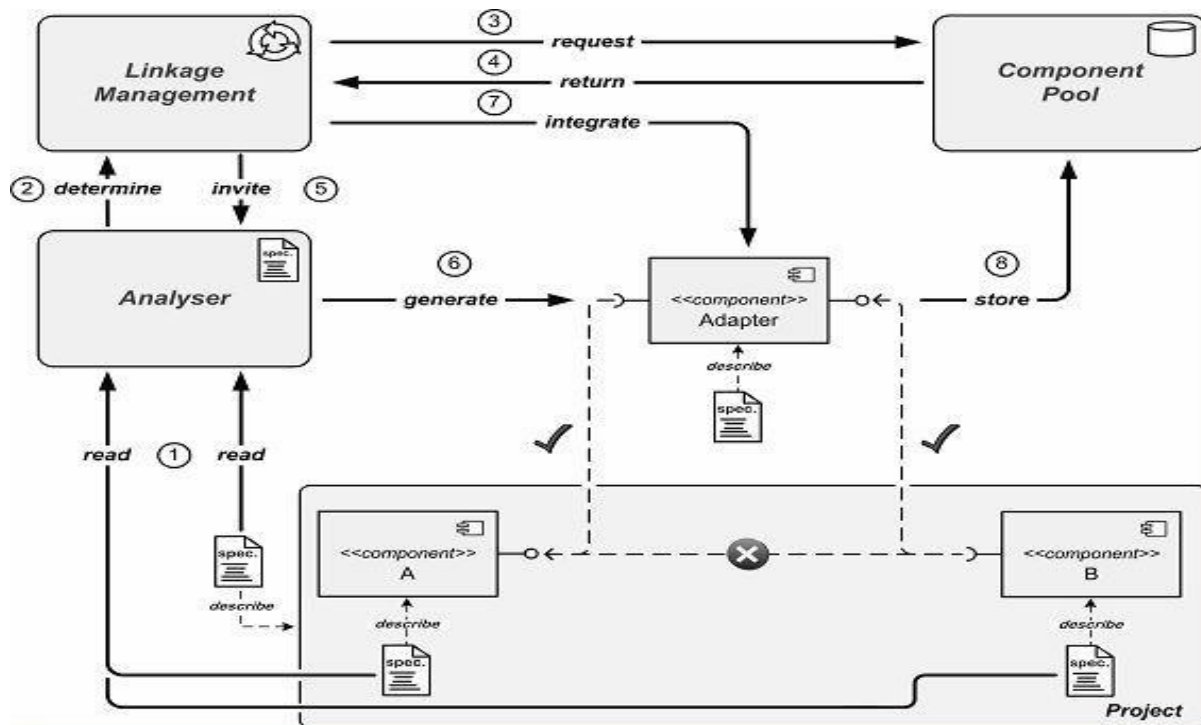 3
request
Linkage
Management
4
return
Component
Pool
7
integrate
2 determine
invite 5
spec.
Analyser
6
generate
<<component>>
Adapter
8
store
describe
spec.
read 1 read
spec.
describe
<<component>>
A
<<component>>
B
describe
spec.
describe
spec.
Project